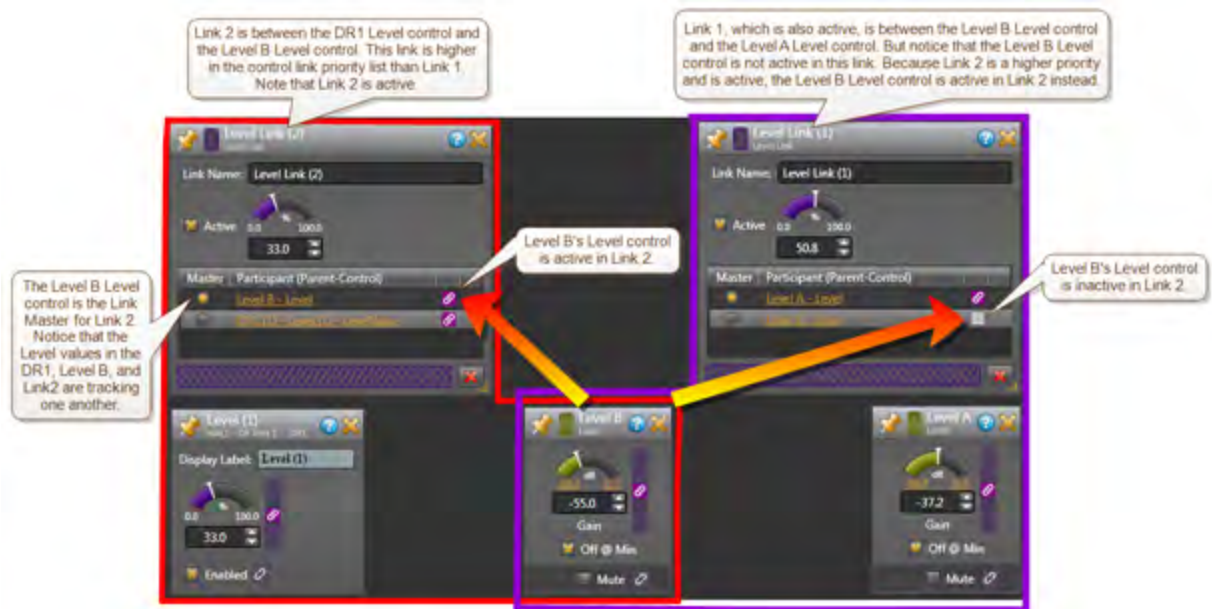 Link 2 is between the DR1 Level control and
the Level B Level control. This link is higher
in the control link priority list than Link 1.
Note that Link 2 is active.
Link 1, which is also active, is between the Level B Level control
and the Level A Level control. But notice that the Level B Level
control is not active in this link. Because Link 2 is a higher priority
and is active, the Level B Level control is active in Link 2 instead.
Level Link (2)
Level Link
Link Name: Level Link (2)
Active
%
0.0 100.0
33.0
Master Participant (Parent-Control)
Level B - Level
Level B's Level control
is active in Link 2.
Level Link (1)
Level Link
Link Name: Level Link (1)
Active
%
0.0 100.0
50.8
Master Participant (Parent-Control)
Level A - Level
Level B's Level control
is inactive in Link 2.
The Level B Level
control is the Link
Master for Link 2.
Notice that the
Level values in the
DR1, Level B, and
Link2 are tracking
one another.
Level (1)
Display Label: Level (1)
%
0.0 100.0
33.0
Enabled
Level B
Level
dB
-55.0
Gain
Off @ Min
Mute
Level A
Level
dB
-37.2
Gain
Off @ Min
Mute